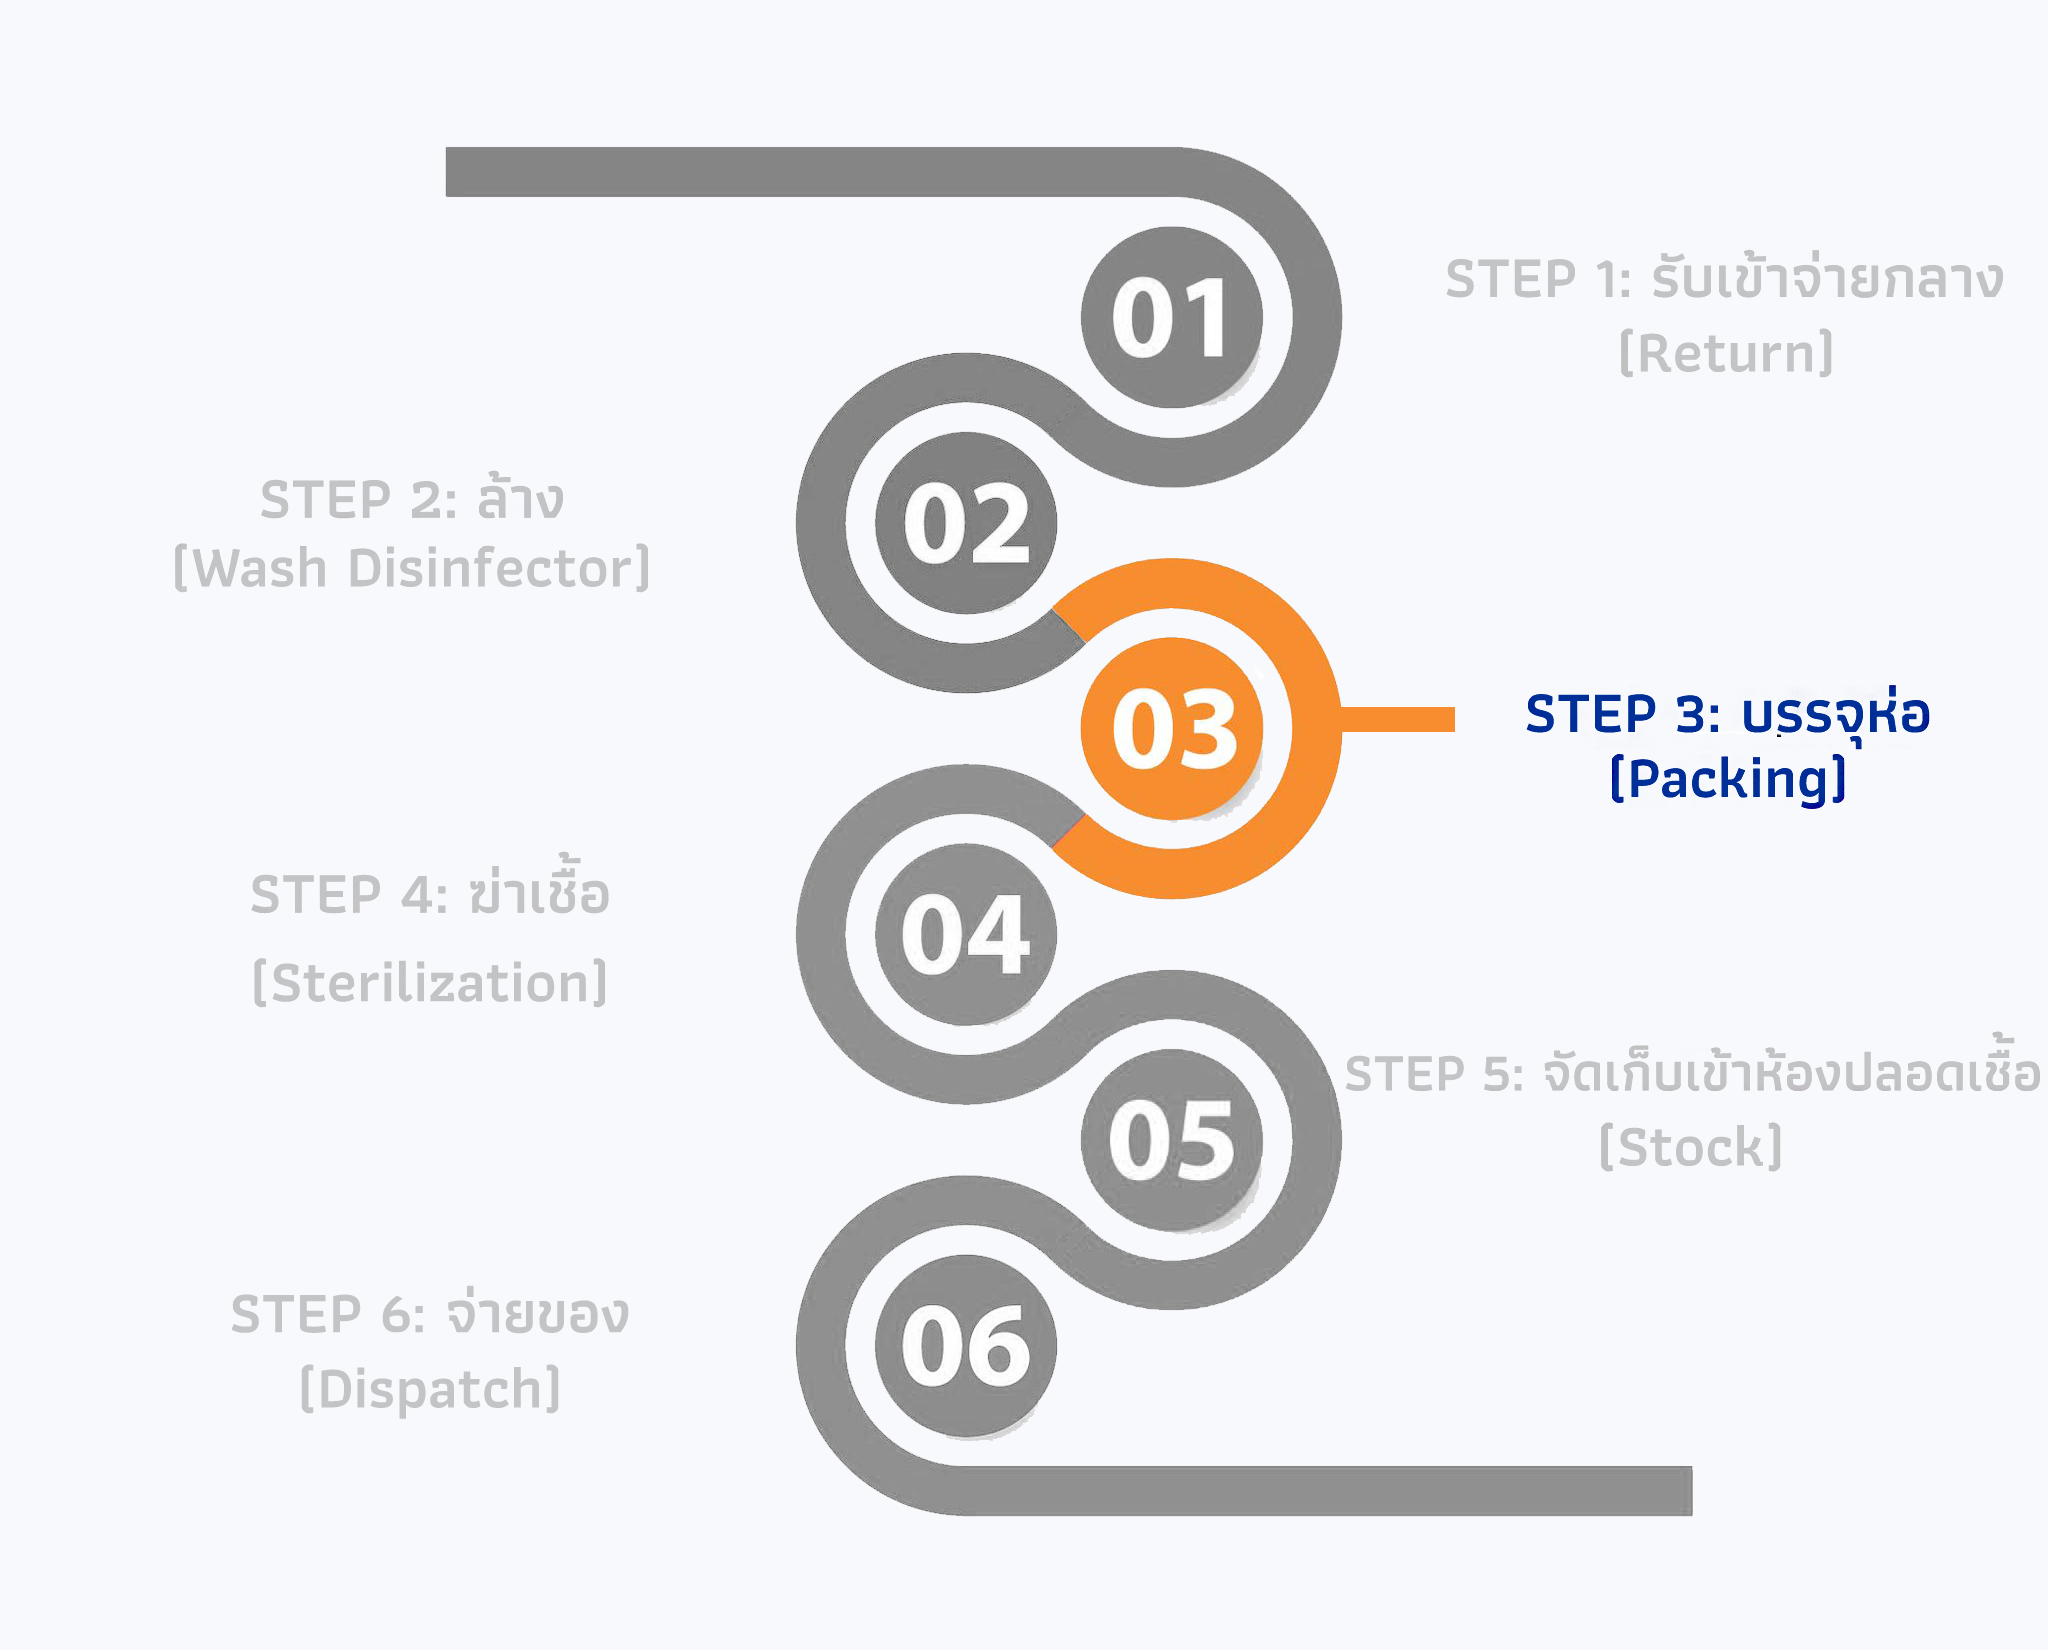 01
STEP 1: รับเข้าจ่ายกลาง
(Return)
02
STEP 2: ล้าง
(Wash Disinfector)
03
STEP 3: บรรจุห่อ
(Packing)
04
STEP 4: ฆ่าเชื้อ
(Sterilization)
05
STEP 5: จัดเก็บเข้าห้องปลอดเชื้อ
(Stock)
06
STEP 6: จ่ายของ
(Dispatch)